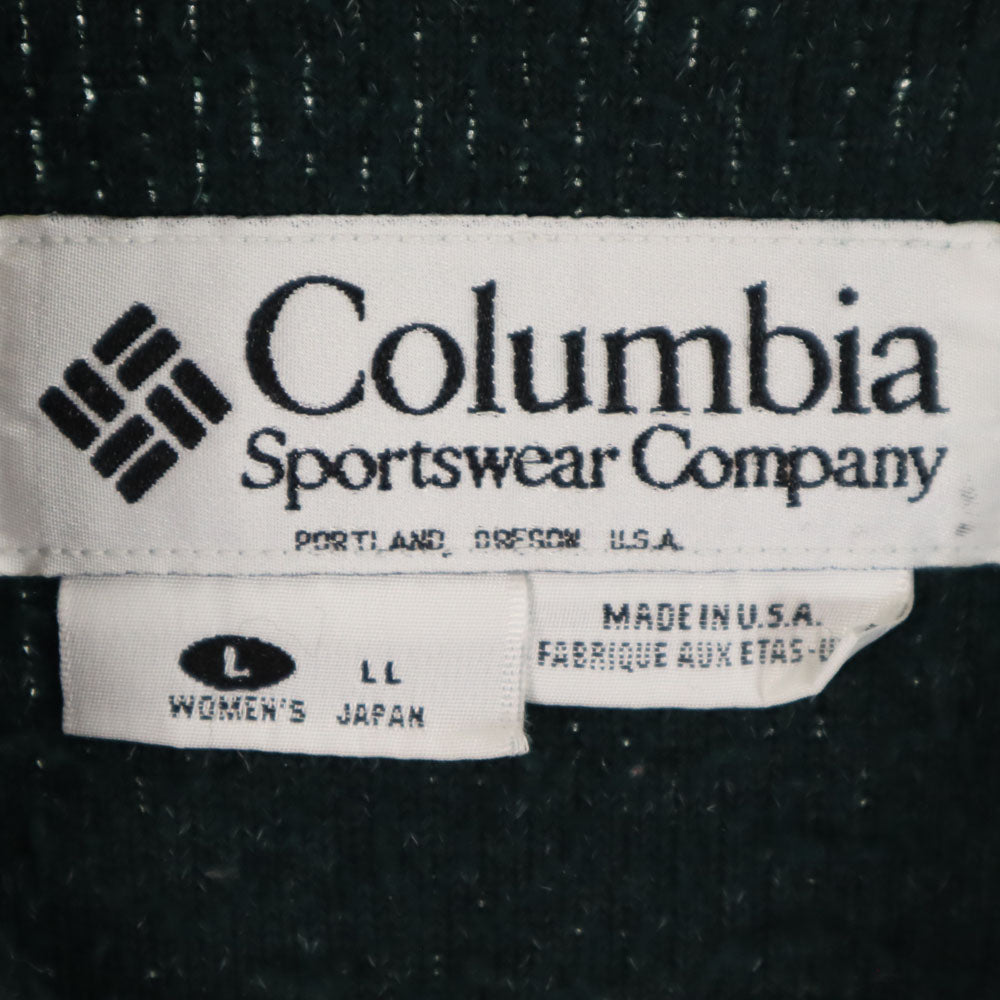 Columbia
Sportswear Company
PORTLAND, OREGON U.S.A.
L LL
WOMEN'S JAPAN
MADE IN U.S.A.
FABRIQUE AUX ETAS-U